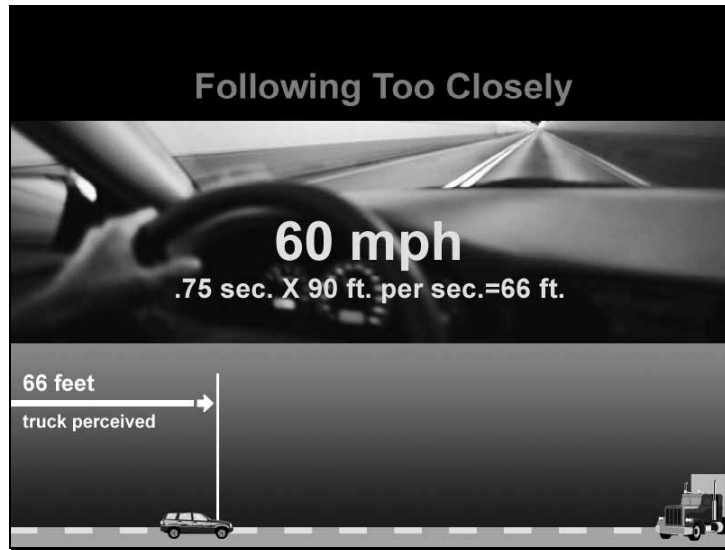 Following Too Closely
60 mph
.75 sec. X 90 ft. per sec.=66 ft.
66 feet
truck perceived